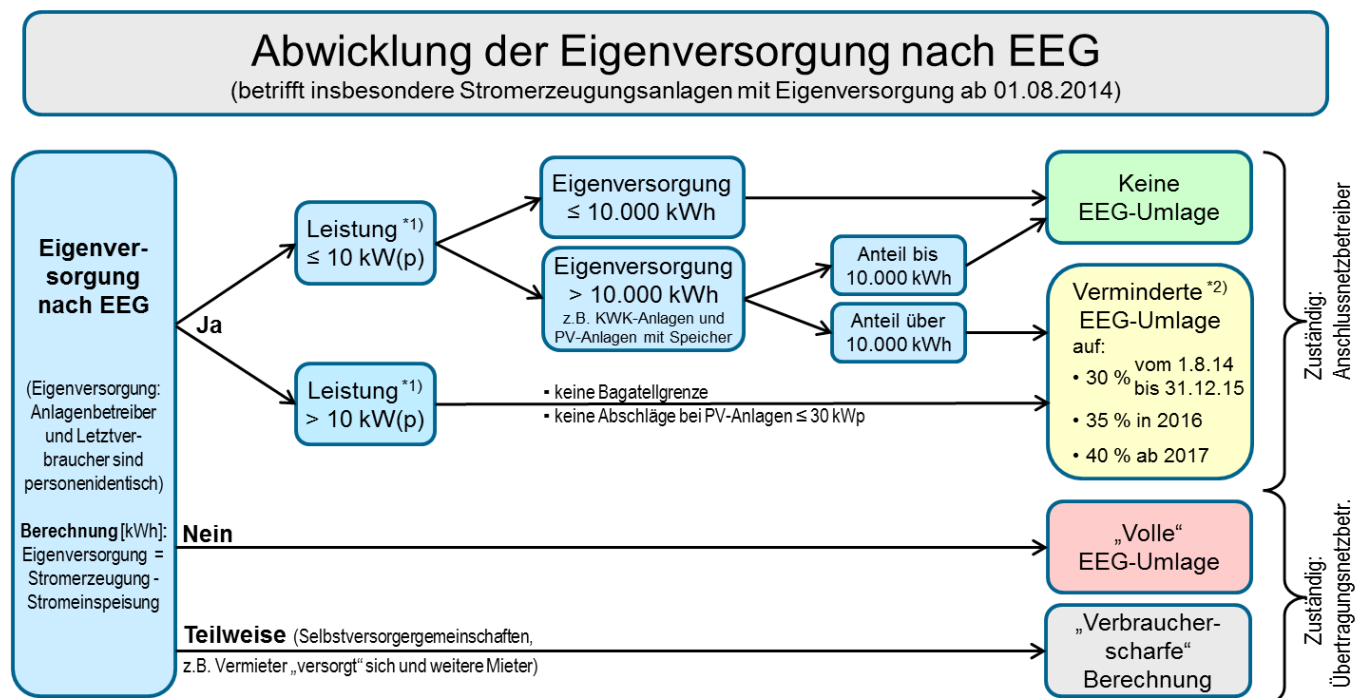 Abwicklung der Eigenversorgung nach EEG
(betrifft insbesondere Stromerzeugungsanlagen mit Eigenversorgung ab 01.08.2014)
Eigenver-
sorgung
nach EEG
(Eigenversorgung:
Anlagenbetreiber
und Letztver-
braucher sind
personenidentisch)
Berechnung [kWh]:
Eigenversorgung =
Stromerzeugung -
Stromeinspeisung
Ja
Leistung *1)
≤ 10 kW(p)
Eigenversorgung
≤ 10.000 kWh
Eigenversorgung
> 10.000 kWh
z.B. KWK-Anlagen und
PV-Anlagen mit Speicher
Anteil bis
10.000 kWh
Anteil über
10.000 kWh
Keine
EEG-Umlage
Leistung *1)
> 10 kW(p)
- keine Bagatellgrenze
- keine Abschläge bei PV-Anlagen ≤ 30 kWp
Verminderte *2)
EEG-Umlage
auf:
• 30 % vom 1.8.14
bis 31.12.15
• 35 % in 2016
• 40 % ab 2017
Zuständig:
Anschlussnetzbetreiber
Nein
„Volle“
EEG-Umlage
Teilweise (Selbstversorgergemeinschaften,
z.B. Vermieter „versorgt“ sich und weitere Mieter)
„Verbraucher-
scharfe“
Berechnung
Zuständig:
Übertragungsnetzbetr.